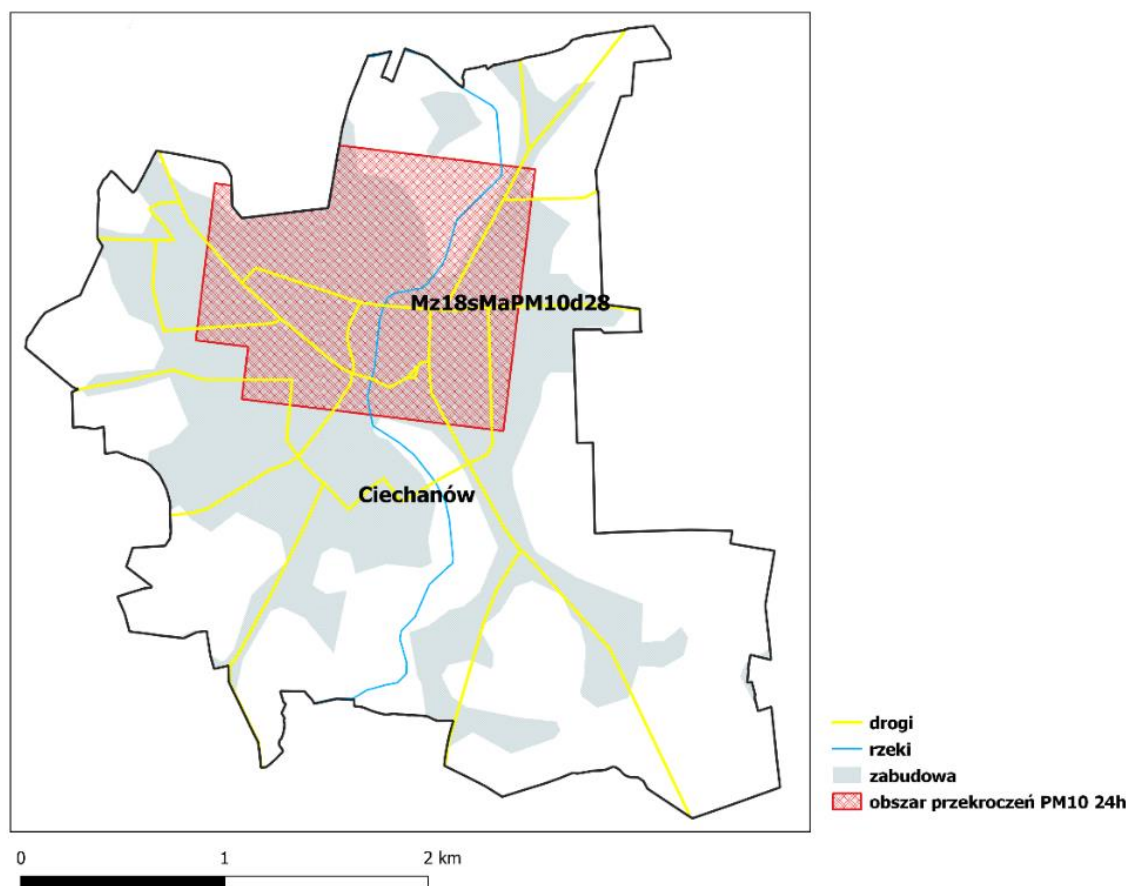 Mz18sMaPM10d28
Ciechanów
drogi
rzeki
zabudowa
obszar przekroczeń PM10 24h
0 1 2 km